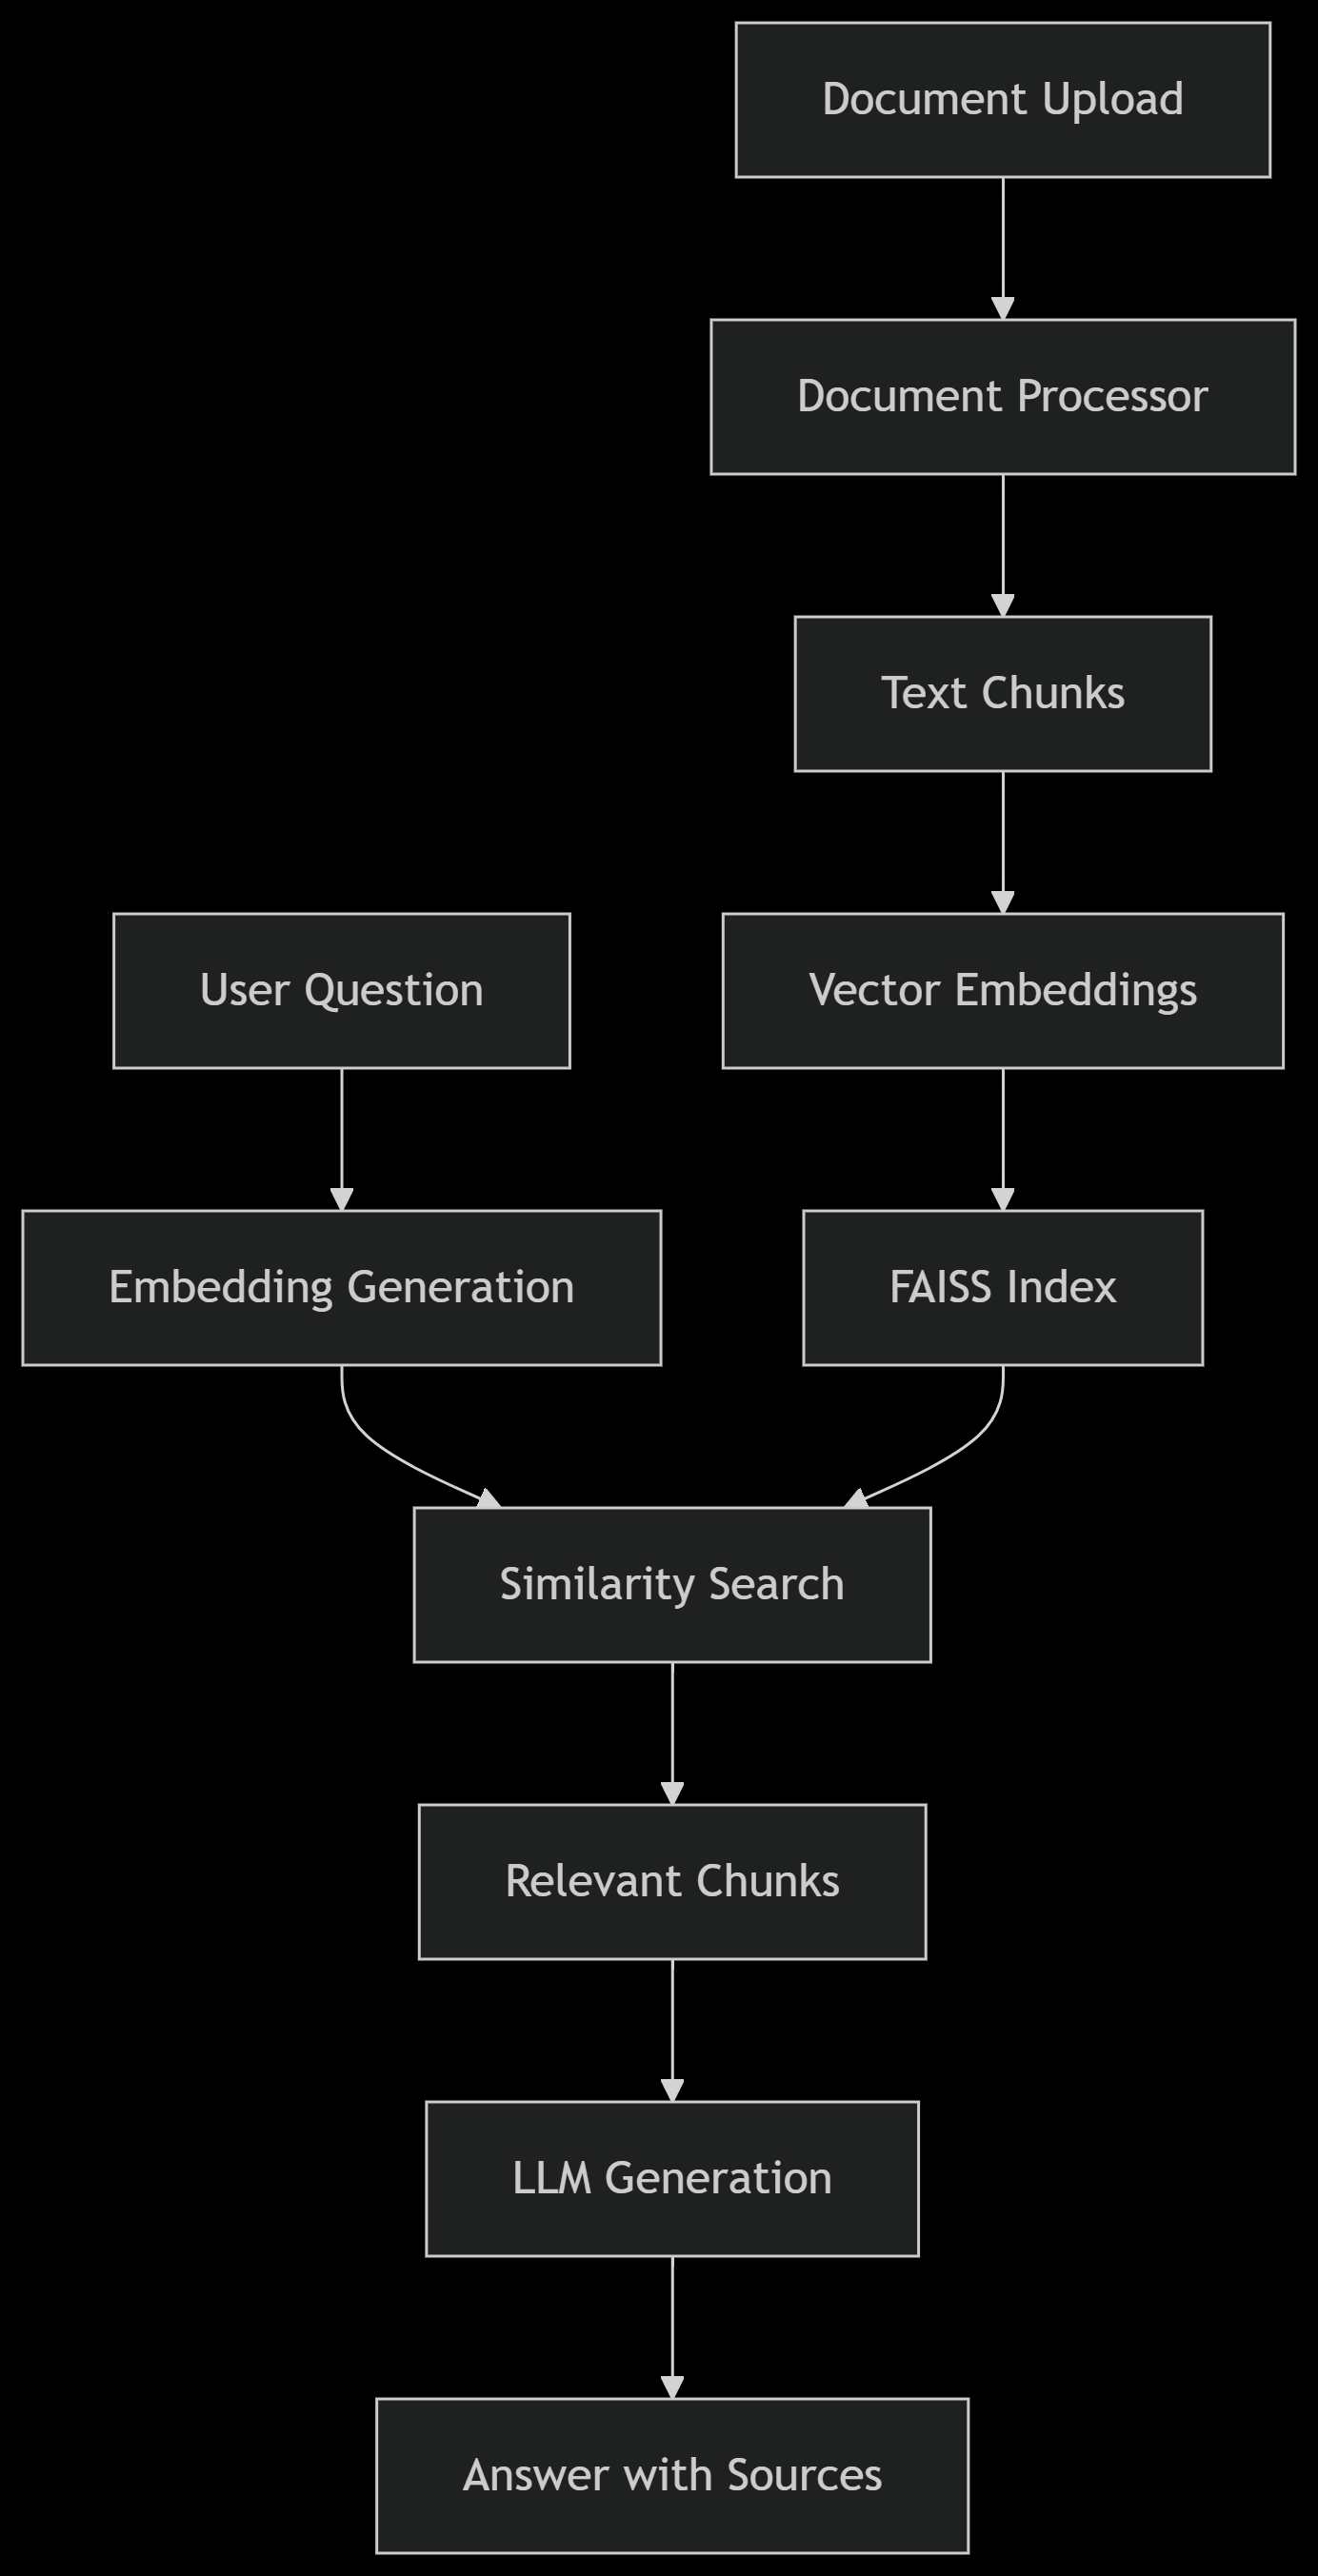 Document Upload
Document Processor
Text Chunks
User Question
Vector Embeddings
Embedding Generation
FAISS Index
Similarity Search
Relevant Chunks
LLM Generation
Answer with Sources